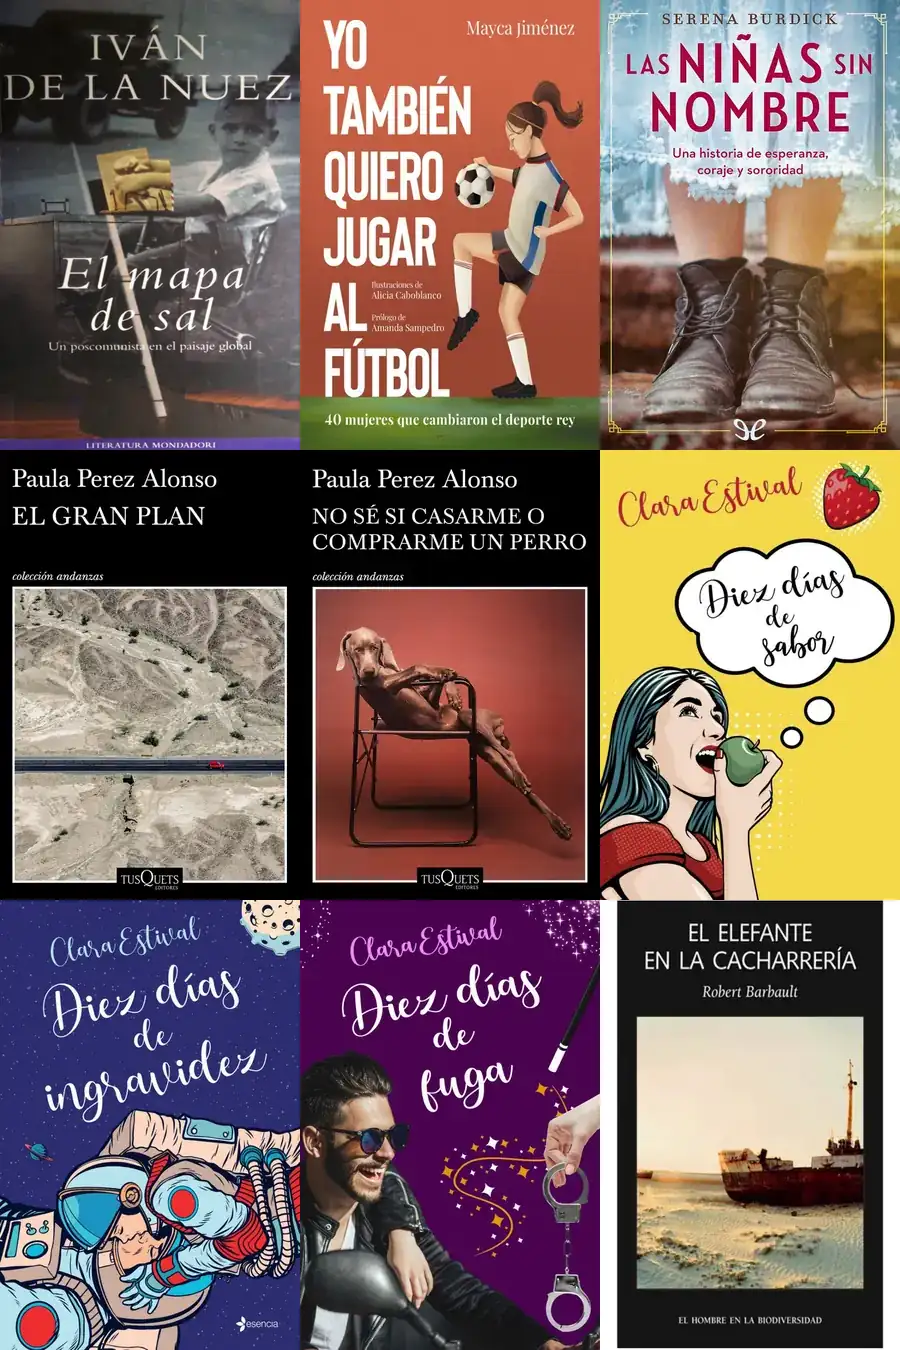 IVÁN
DE LA NUEZ
El mapa
de sal
Un poscomunista en el paisaje global
LITERATURA MONDADORI
Mayca Jiménez
YO
TAMBIÉN
QUIERO
JUGAR
AL
FÚTBOL
Ilustraciones de
Alicia Caboblanco
Prólogo de
Amanda Sampedro
40 mujeres que cambiaron el deporte rey
SERENA BURDICK
LAS NIÑAS SIN
NOMBRE
Una historia de esperanza,
coraje y sororidad
Paula Perez Alonso
EL GRAN PLAN
colección andanzas
TUSQUETS
EDITORES
Paula Perez Alonso
NO SÉ SI CASARME O
COMPRARME UN PERRO
colección andanzas
TUSQUETS
EDITORES
Clara Estival
Diez días
de
sabor
Clara Estival
Diez días
de
ingravidez
esencia
Clara Estival
Diez días
de
fuga
EL ELEFANTE
EN LA CACHARRERÍA
Robert Barbault
EL HOMBRE EN LA BIODIVERSIDAD